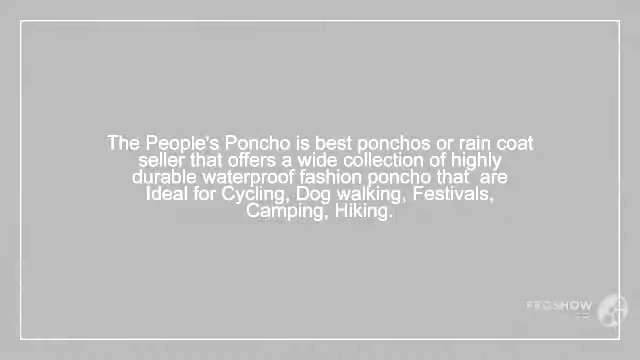 The People's Poncho is best ponchos or rain coat
seller that offers a wide collection of highly
durable waterproof fashion poncho that  are
Ideal for Cycling, Dog walking, Festivals,
Camping, Hiking.
PROSHOW